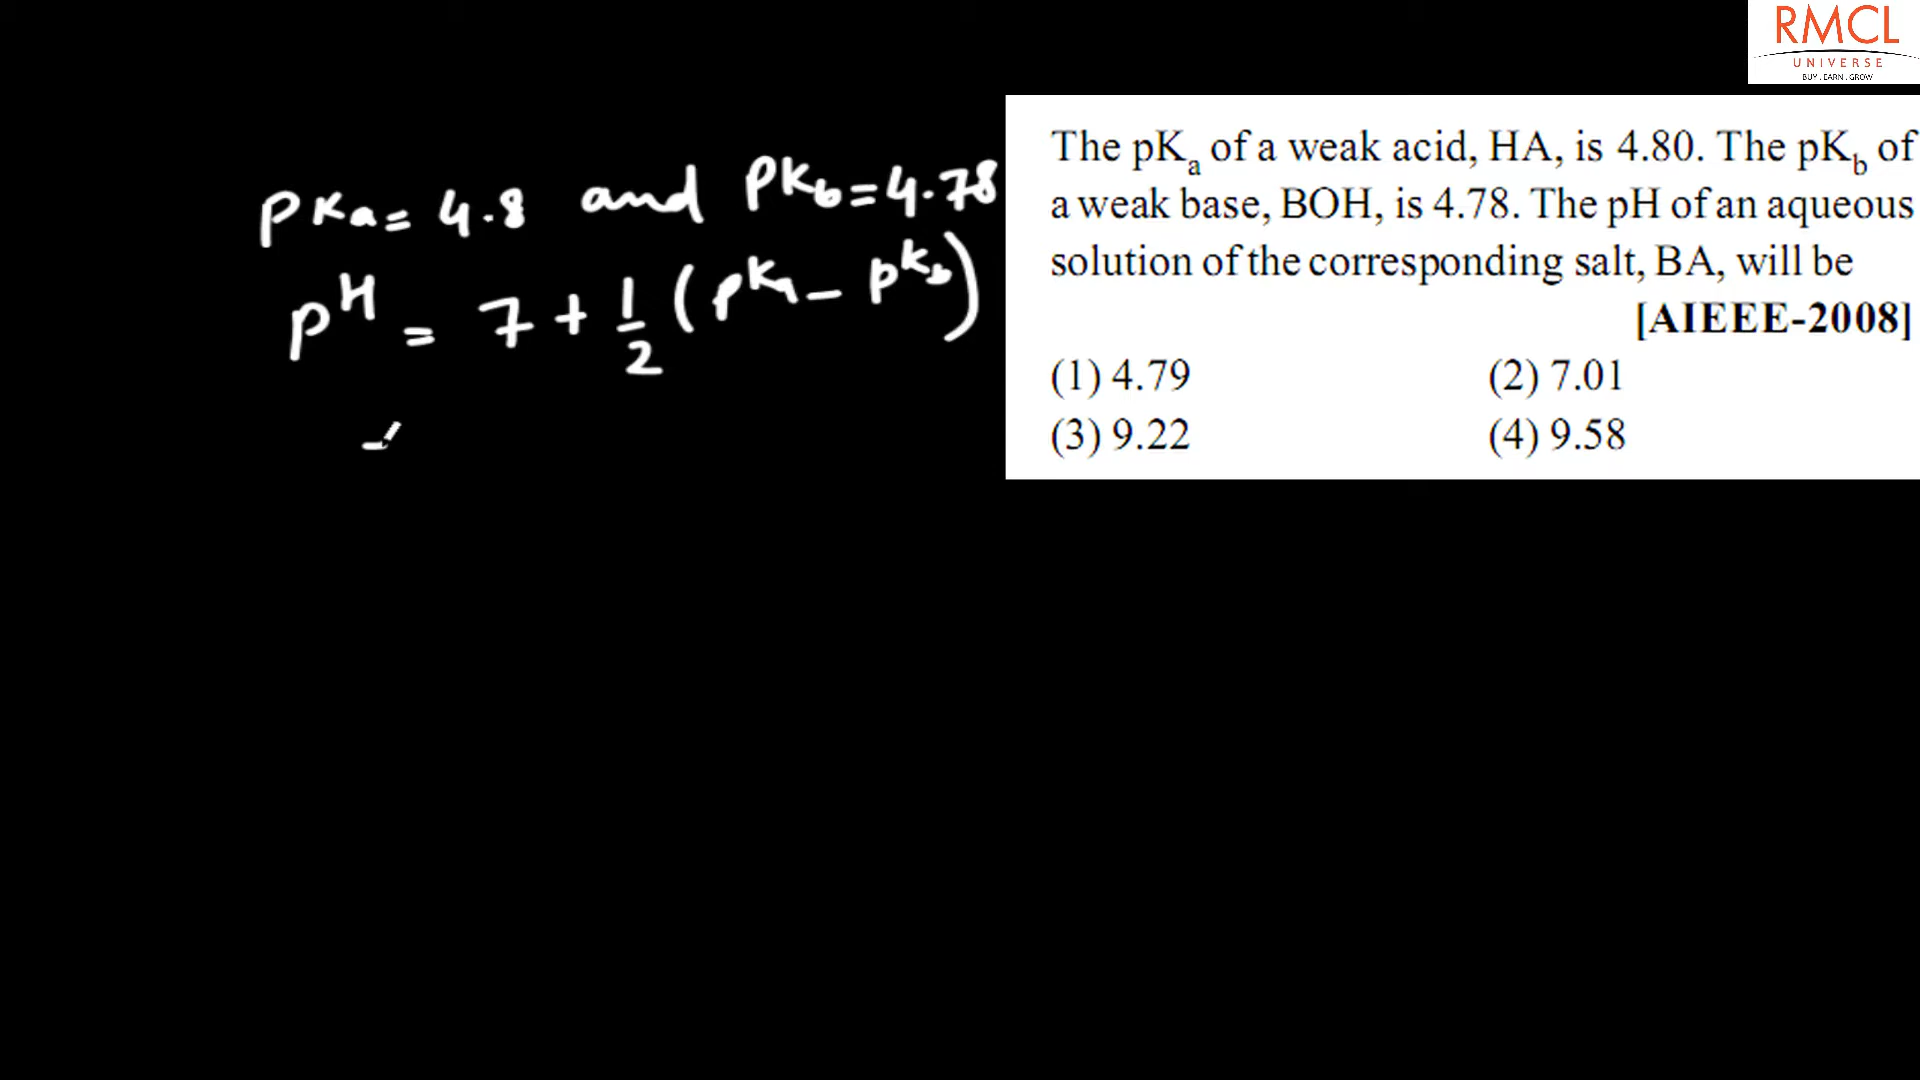 RMCL
UNIVERSE
BUY . EARN . GROW
pKa = 4.8 and pKb = 4.78
pH = 7 + 1/2 (pKa - pKb)
The pKa of a weak acid, HA, is 4.80. The pKb of
a weak base, BOH, is 4.78. The pH of an aqueous
solution of the corresponding salt, BA, will be
[AIEEE-2008]
(1) 4.79 (2) 7.01
(3) 9.22 (4) 9.58